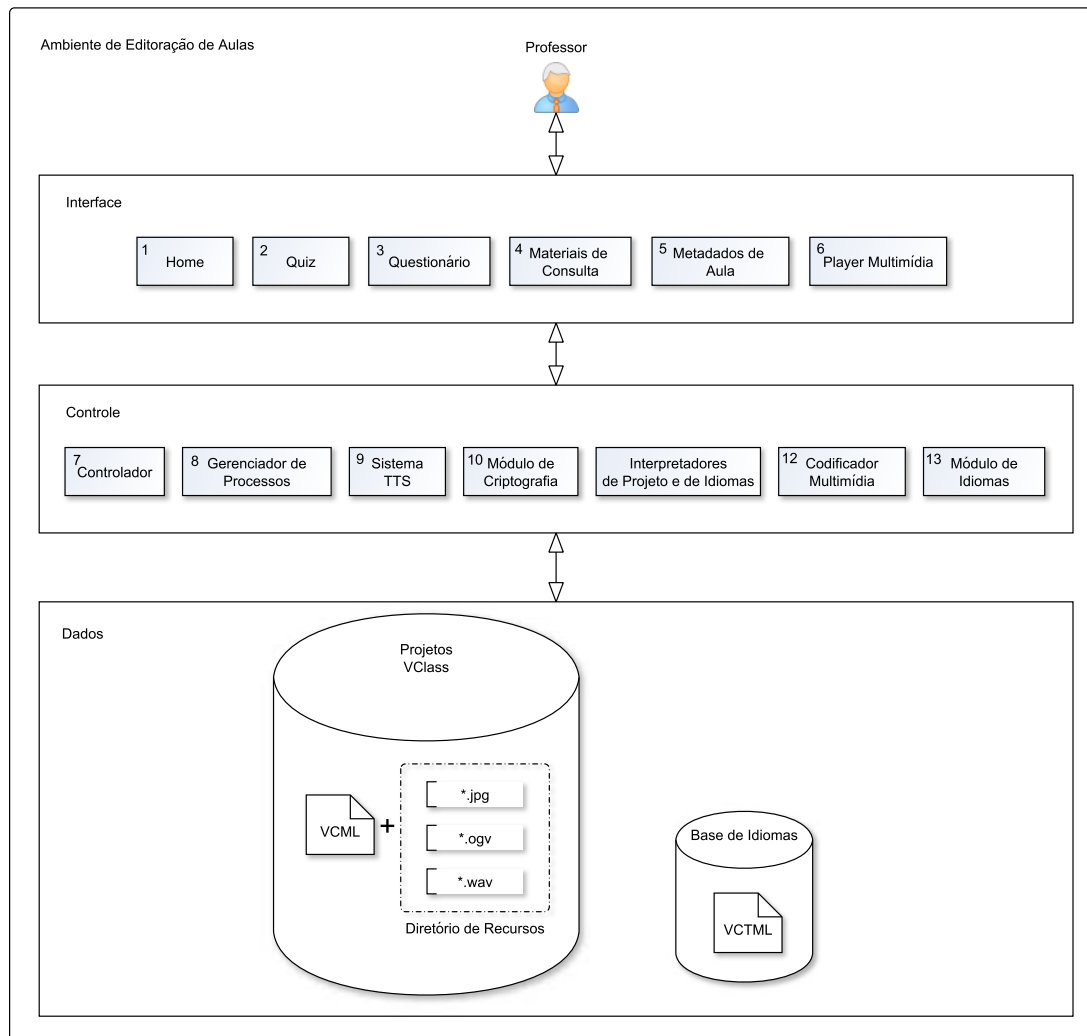 Ambiente de Editoração de Aulas
Professor
Interface
1
Home
2
Quiz
3
Questionário
4
Materiais de
Consulta
5
Metadados de
Aula
6
Player Multimídia
Controle
7
Controlador
8
Gerenciador de
Processos
9
Sistema
TTS
10
Módulo de
Criptografia
Interpretadores
de Projeto e de Idiomas
12
Codificador
Multimídia
13
Módulo de
Idiomas
Dados
Projetos
VClass
VCML
+
*.jpg
*.ogv
*.wav
Diretório de Recursos
Base de Idiomas
VCTML